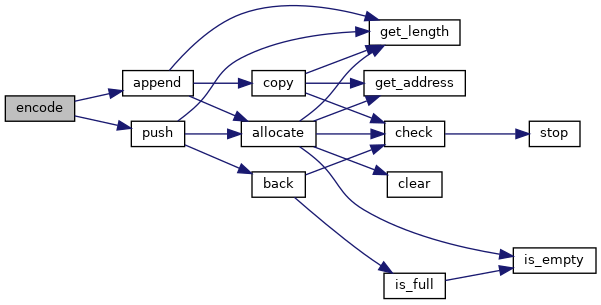 encode
append
push
copy
allocate
back
get_length
get_address
check
clear
is_full
stop
is_empty